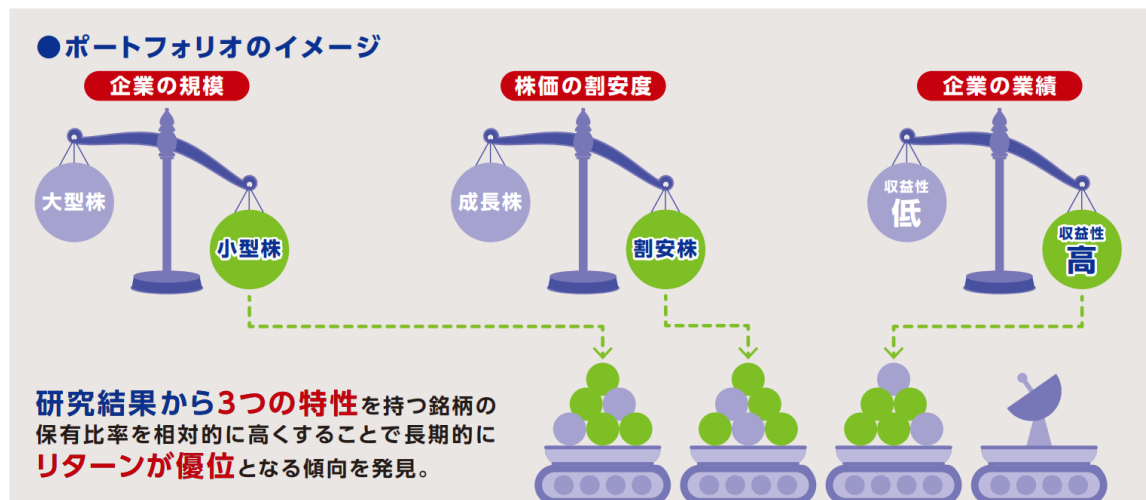 ●ポートフォリオのイメージ
企業の規模
大型株
小型株
株価の割安度
成長株
割安株
企業の業績
収益性
低
収益性
高
研究結果から3つの特性を持つ銘柄の
保有比率を相対的に高くすることで長期的に
リターンが優位となる傾向を発見。